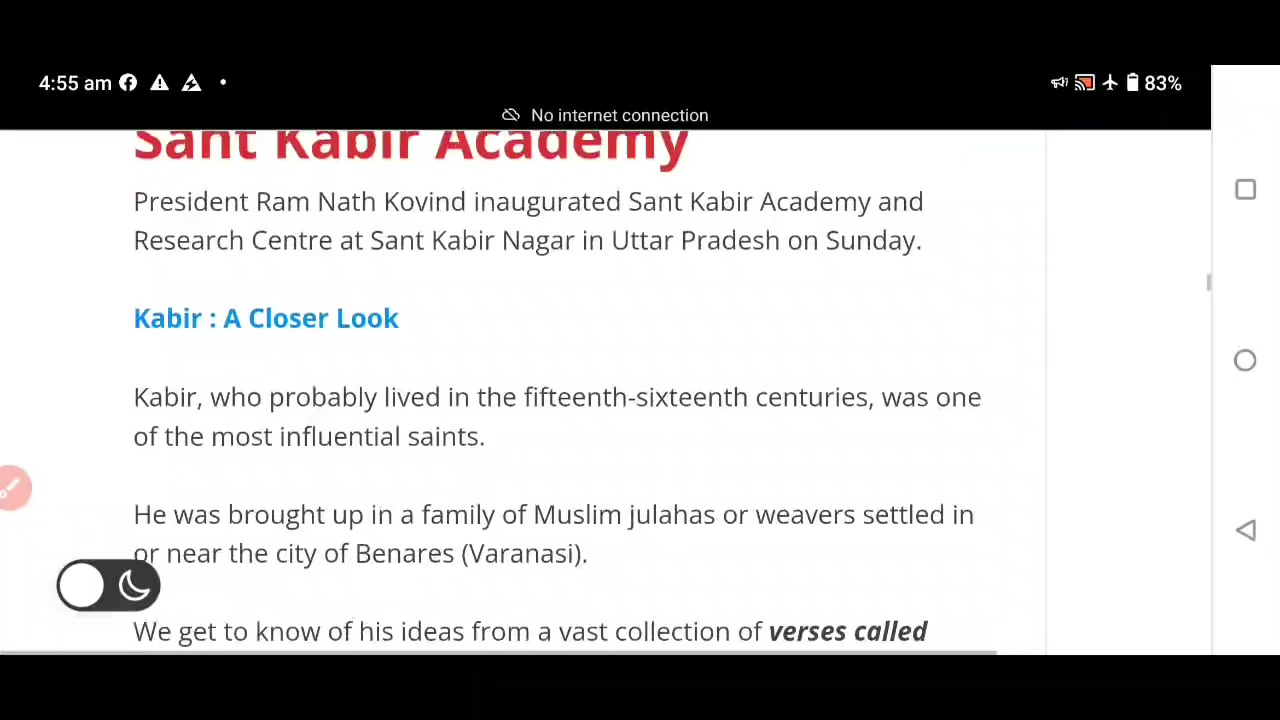 4:55 am
83%
No internet connection
Sant Kabir Academy
President Ram Nath Kovind inaugurated Sant Kabir Academy and
Research Centre at Sant Kabir Nagar in Uttar Pradesh on Sunday.
Kabir : A Closer Look
Kabir, who probably lived in the fifteenth-sixteenth centuries, was one
of the most influential saints.
He was brought up in a family of Muslim julahas or weavers settled in
or near the city of Benares (Varanasi).
We get to know of his ideas from a vast collection of verses called